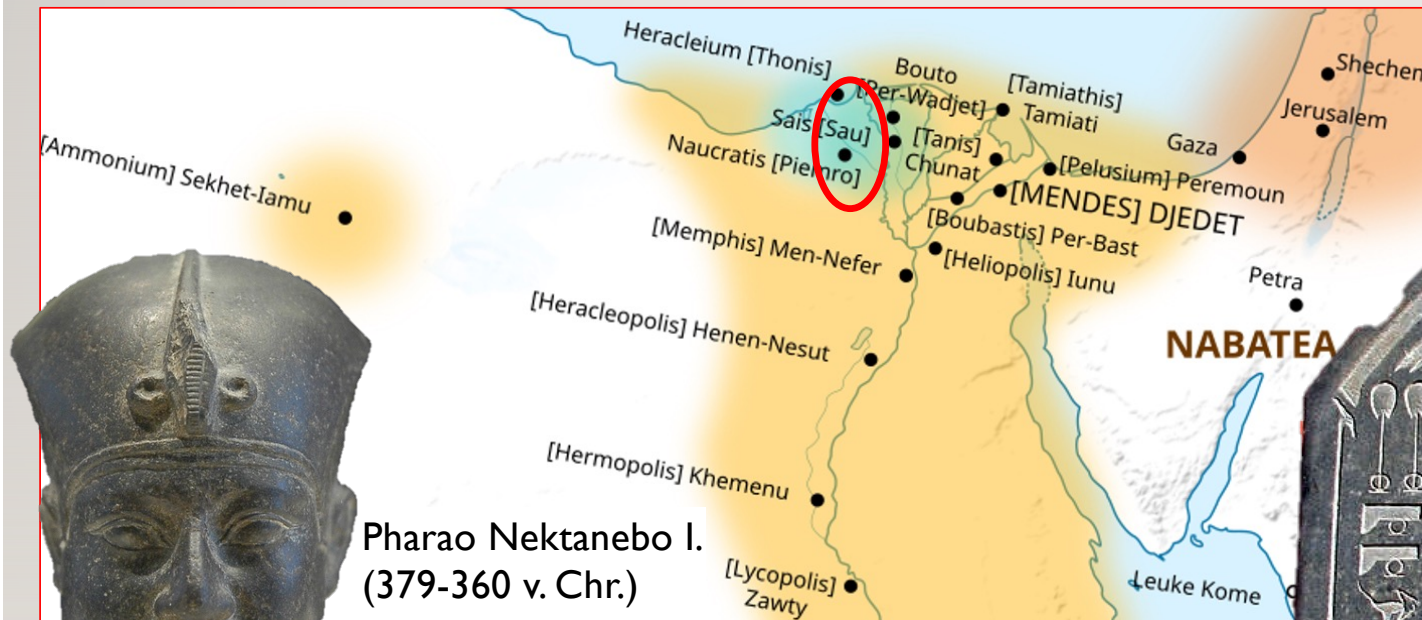 Heracleium [Thonis]
Bouto
[Per-Wadjet]
[Tamiathis]
Tamiati
Shechem
Jerusalem
Gaza
Sais [Sau]
[Tanis]
Chunat
Naucratis [Piemro]
[Pelusium] Peremoun
[MENDES] DJEDET
[Ammonium] Sekhet-Iamu
[Boubastis] Per-Bast
[Memphis] Men-Nefer
[Heliopolis] Iunu
Petra
[Heracleopolis] Henen-Nesut
NABATEA
[Hermopolis] Khemenu
Pharao Nektanebo I.
(379-360 v. Chr.)
[Lycopolis]
Zawty
Leuke Kome